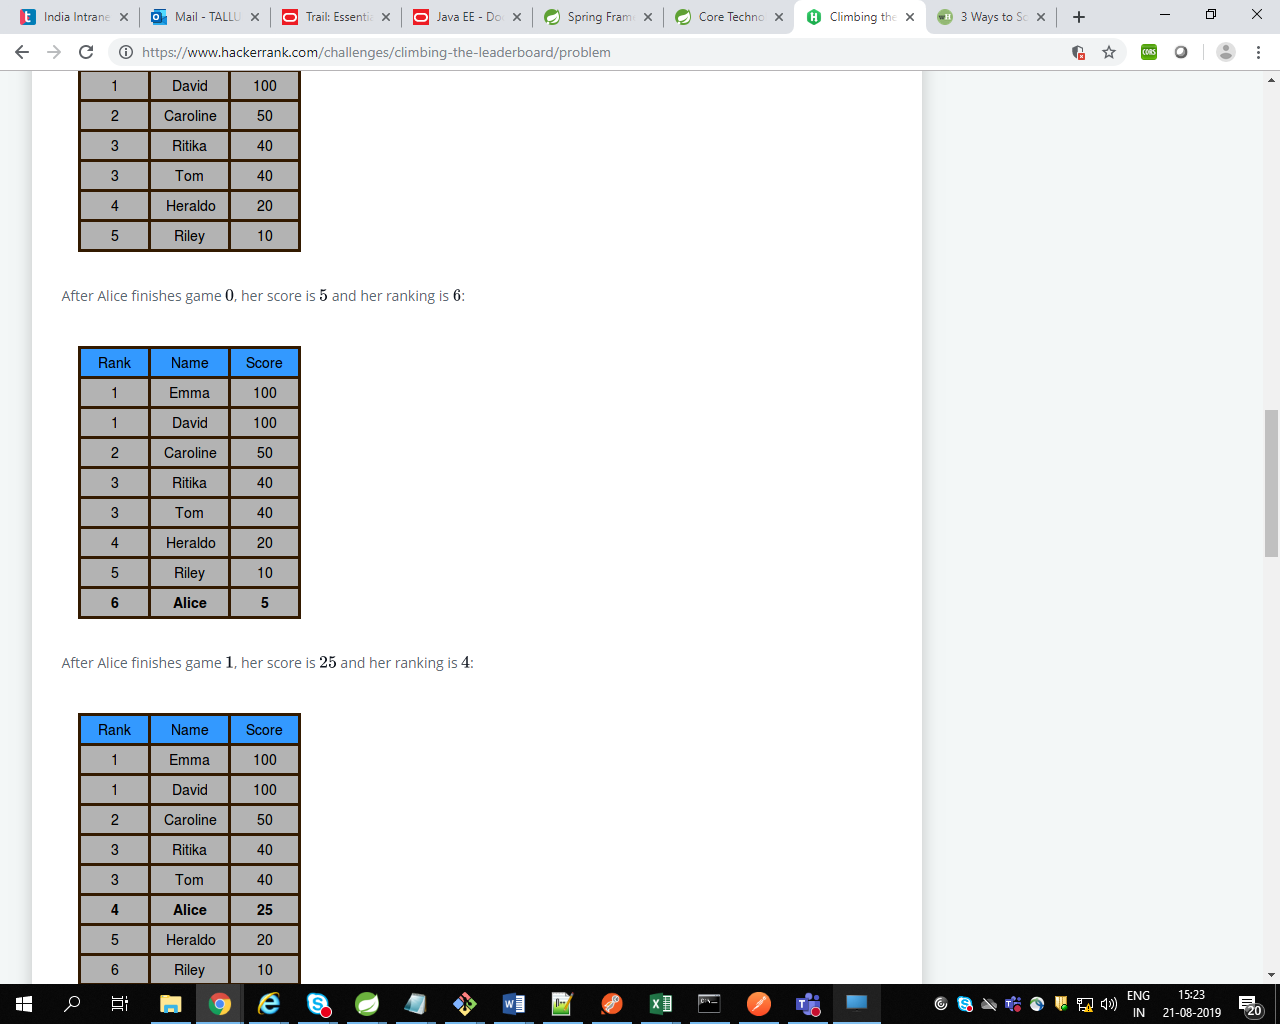 India Intrane
Mail - TALLU
Trail: Essentia
Java EE - Do
Spring Fram
Core Techno
Climbing the
3 Ways to So
https://www.hackerrank.com/challenges/climbing-the-leaderboard/problem
CORS
1 David 100
2 Caroline 50
3 Ritika 40
3 Tom 40
4 Heraldo 20
5 Riley 10
After Alice finishes game 0, her score is 5 and her ranking is 6:
Rank Name Score
1 Emma 100
1 David 100
2 Caroline 50
3 Ritika 40
3 Tom 40
4 Heraldo 20
5 Riley 10
6 Alice 5
After Alice finishes game 1, her score is 25 and her ranking is 4:
Rank Name Score
1 Emma 100
1 David 100
2 Caroline 50
3 Ritika 40
3 Tom 40
4 Alice 25
5 Heraldo 20
6 Riley 10
ENG 15:23
IN 21-08-2019
20